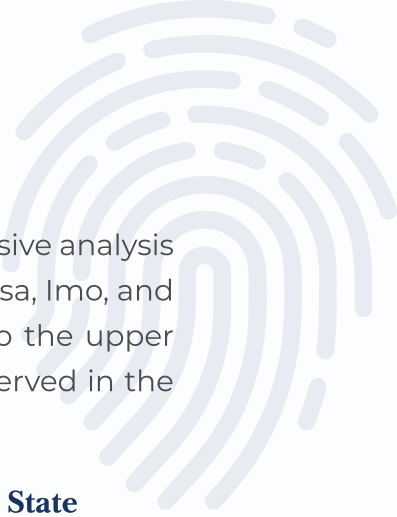 sive analysis
sa, Imo, and
o the upper
erved in the
State